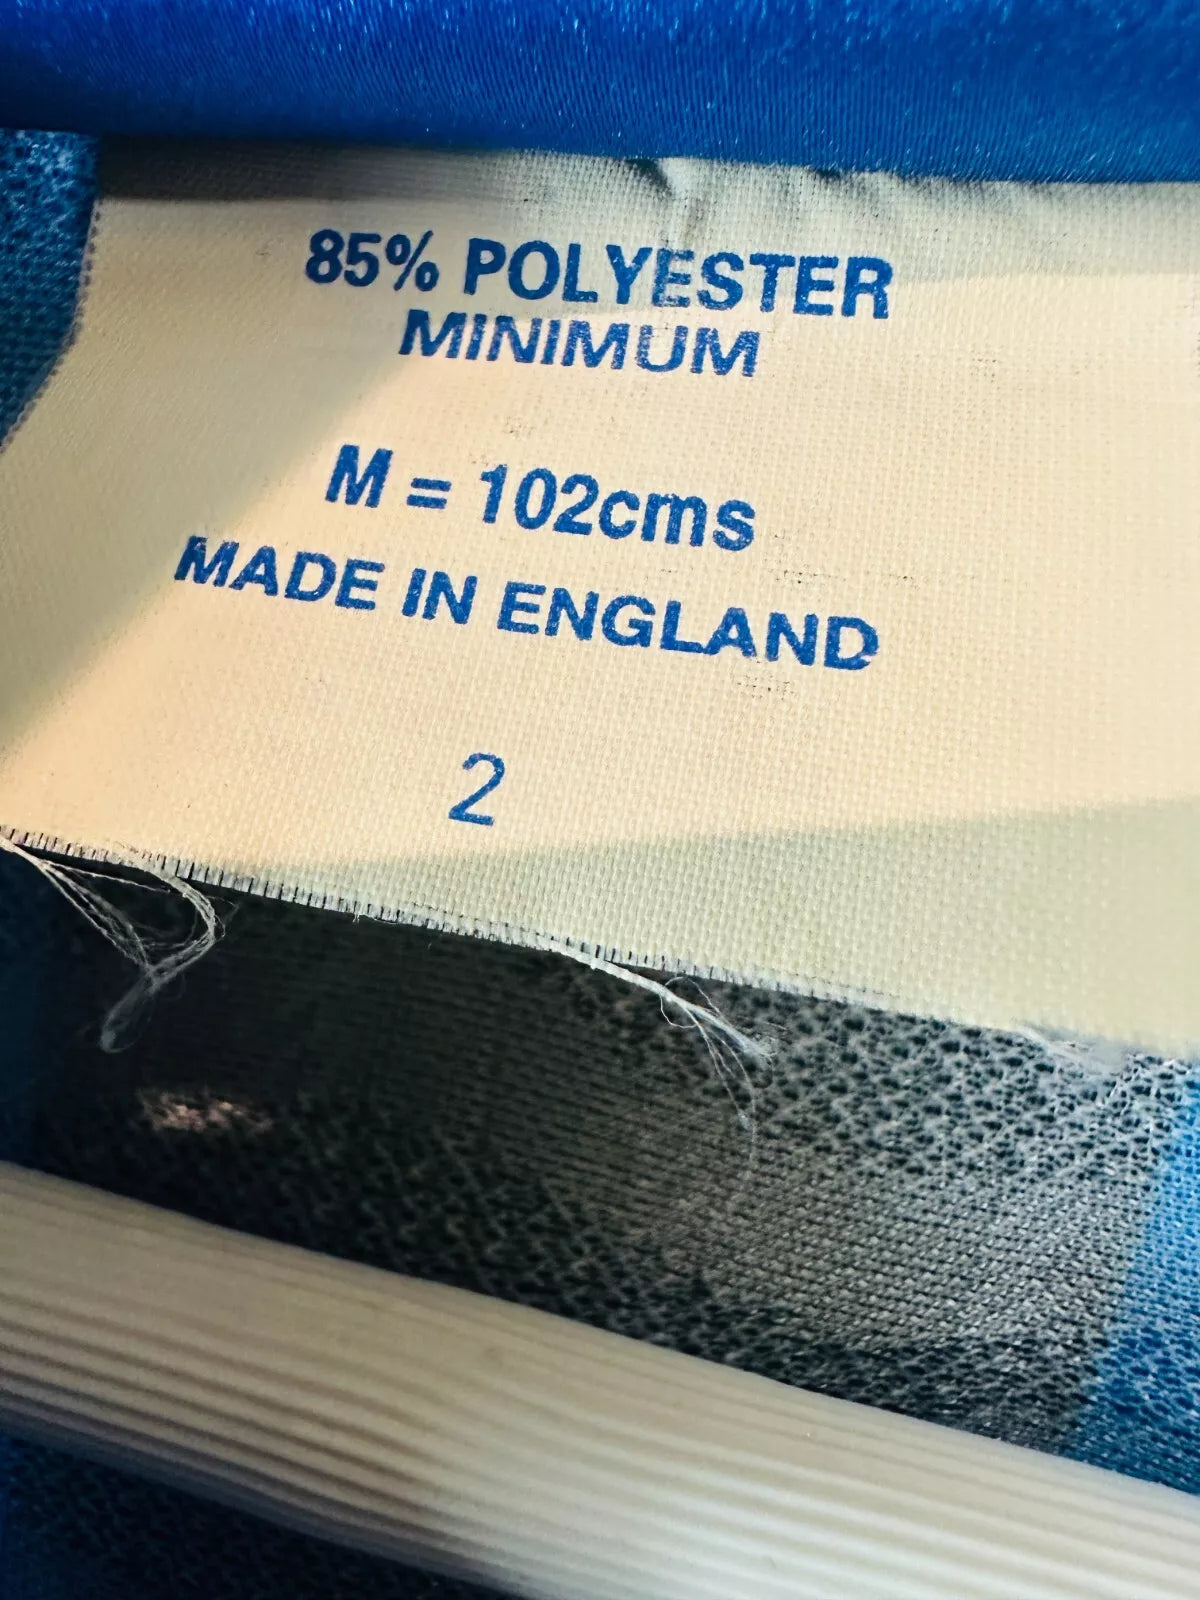 85% POLYESTER
MINIMUM
M = 102cms
MADE IN ENGLAND
2